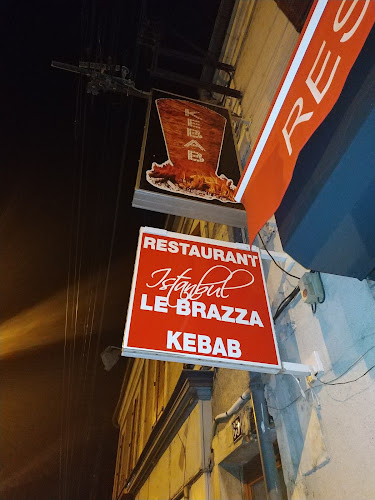 KEBAB
RES
RESTAURANT
Istanbul
LE BRAZZA
KEBAB